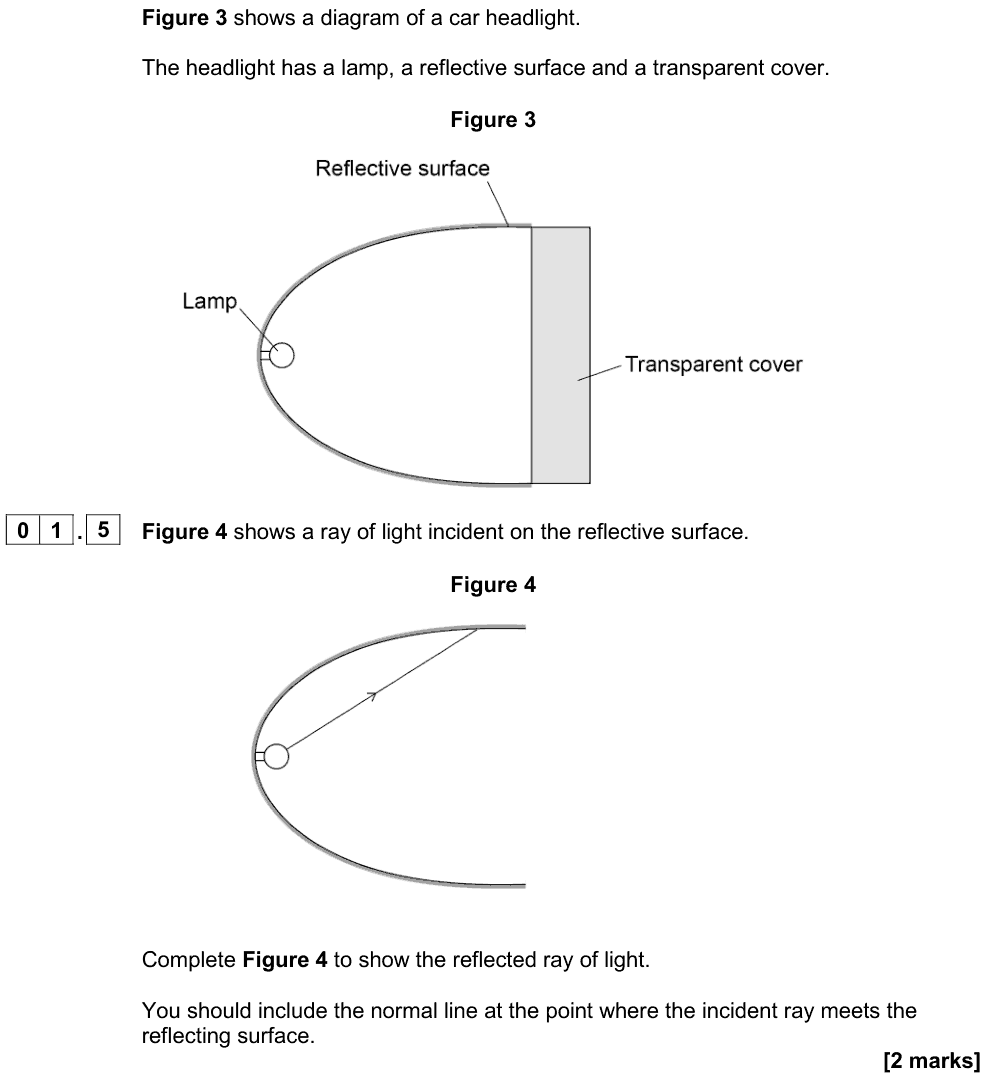 Figure 3 shows a diagram of a car headlight.
The headlight has a lamp, a reflective surface and a transparent cover.
Figure 3
Reflective surface
Lamp
Transparent cover
0 1 . 5 Figure 4 shows a ray of light incident on the reflective surface.
Figure 4
Complete Figure 4 to show the reflected ray of light.
You should include the normal line at the point where the incident ray meets the
reflecting surface.
[2 marks]